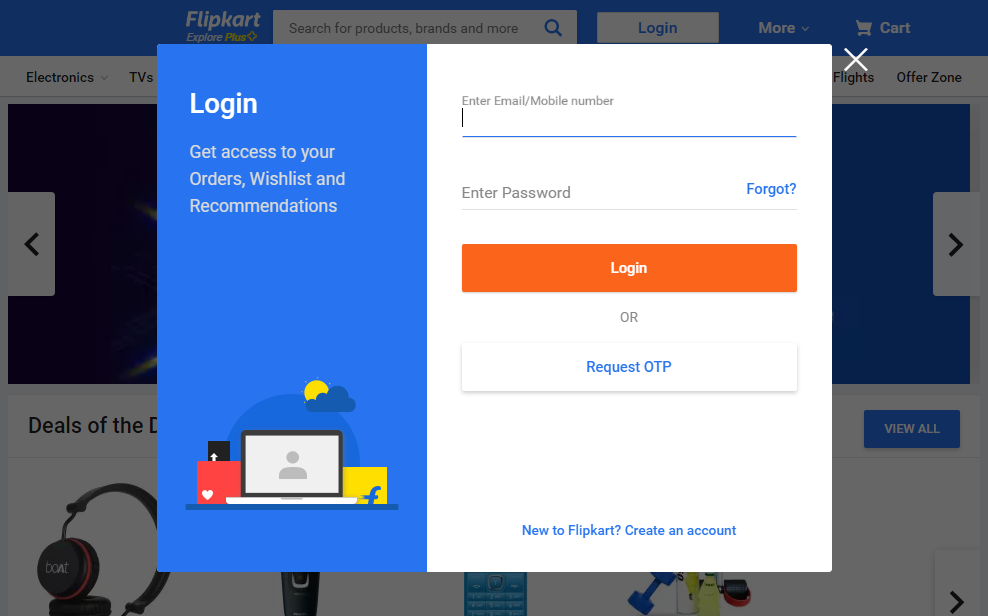 Flipkart
Explore Plus
Search for products, brands and more
Login
More
Cart
Electronics
TVs
Flights
Offer Zone
Login
Get access to your
Orders, Wishlist and
Recommendations
Enter Email/Mobile number
Enter Password
Forgot?
Login
OR
Request OTP
New to Flipkart? Create an account
Deals of the D
VIEW ALL
boAt